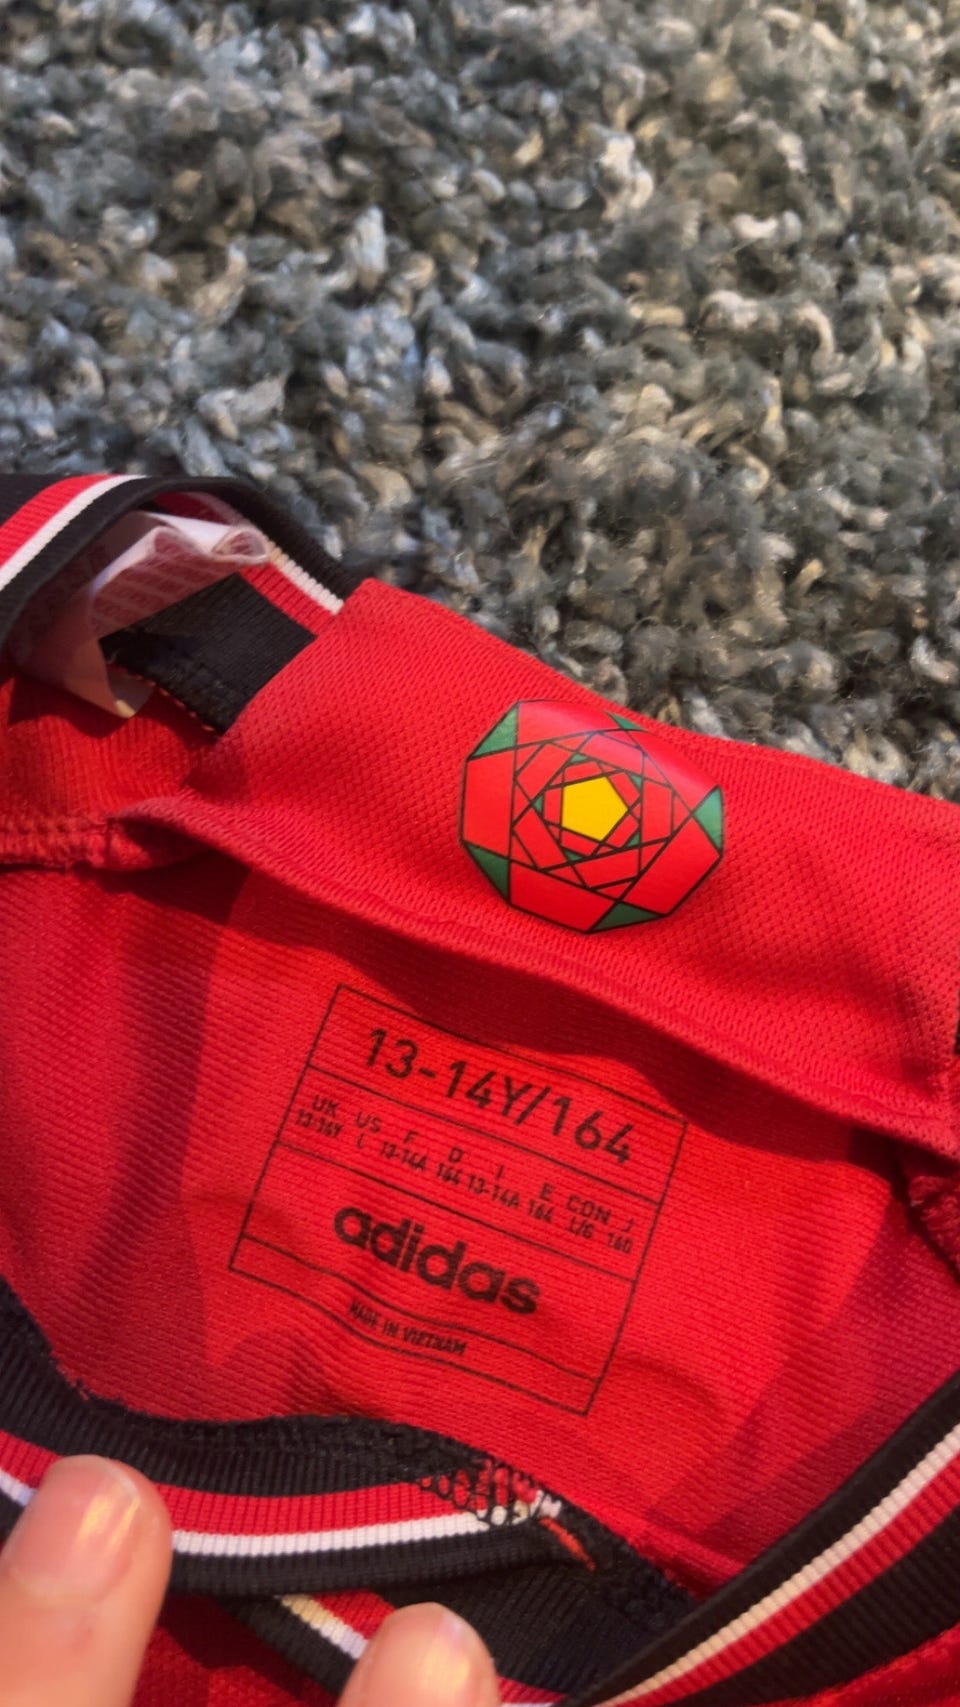 13-14Y/164
UK US F D I E CON J
13-14Y L 13-14A 164 13-14A 164 L/G 160
adidas
MADE IN VIETNAM